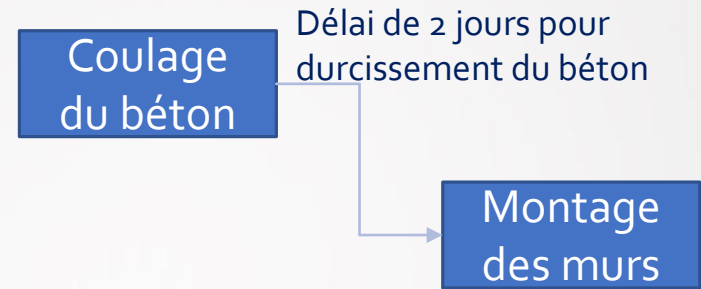 Coulage
du béton
Délai de 2 jours pour
durcissement du béton
Montage
des murs